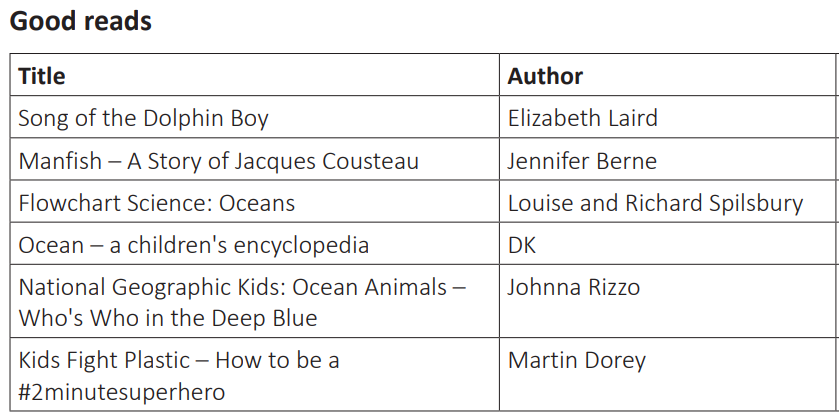 Good reads
Title Author
Song of the Dolphin Boy Elizabeth Laird
Manfish – A Story of Jacques Cousteau Jennifer Berne
Flowchart Science: Oceans Louise and Richard Spilsbury
Ocean – a children's encyclopedia DK
National Geographic Kids: Ocean Animals – Johnna Rizzo
Who's Who in the Deep Blue
Kids Fight Plastic – How to be a Martin Dorey
#2minutesuperhero